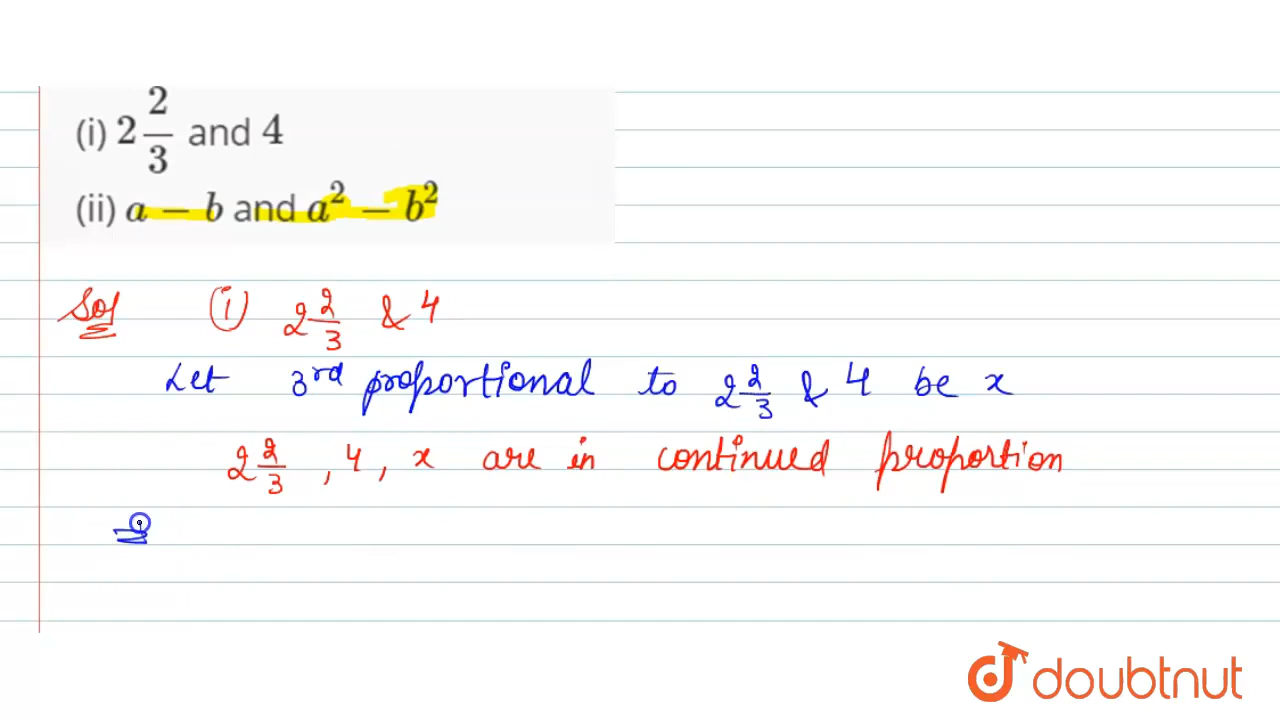 (i) 2 2/3 and 4
(ii) a − b and a² − b²
Sol (i) 2 2/3 & 4
Let 3rd proportional to 2 2/3 & 4 be x
2 2/3 , 4 , x are in continued proportion
doubtnut